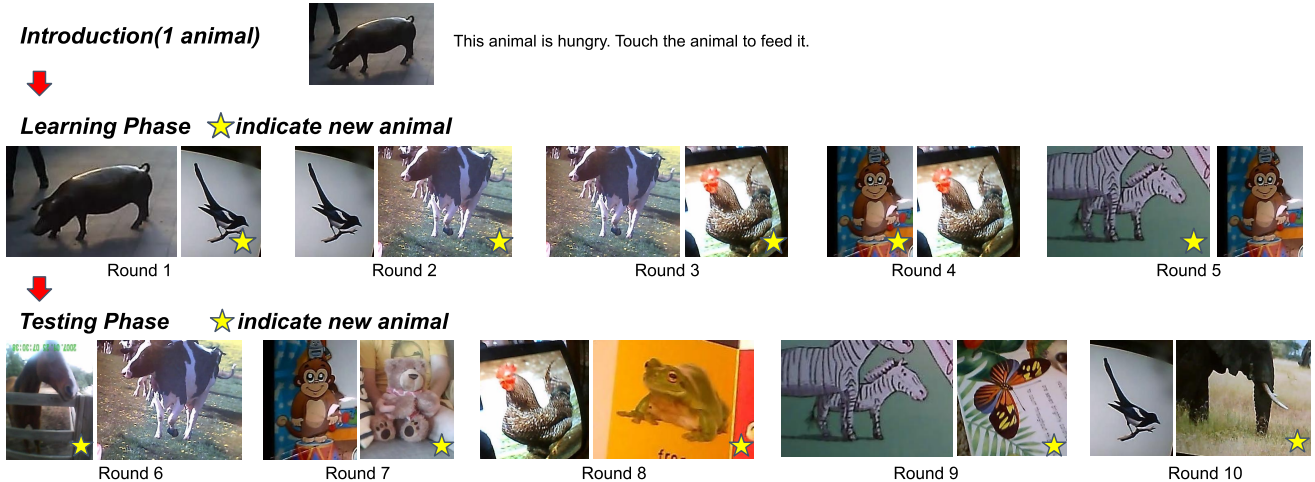 Introduction(1 animal)
This animal is hungry. Touch the animal to feed it.
Learning Phase
indicate new animal
Round 1
Round 2
Round 3
Round 4
Round 5
Testing Phase
indicate new animal
Round 6
Round 7
Round 8
Round 9
Round 10